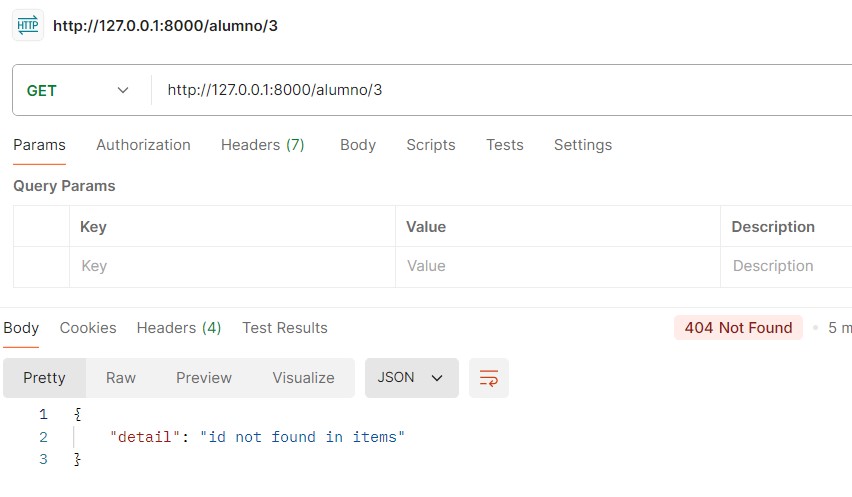 HTTP http://127.0.0.1:8000/alumno/3
GET http://127.0.0.1:8000/alumno/3
Params Authorization Headers (7) Body Scripts Tests Settings
Query Params
Key Value Description
Key Value Description
Body Cookies Headers (4) Test Results 404 Not Found 5 m
Pretty Raw Preview Visualize JSON
1 {
2 "detail": "id not found in items"
3 }